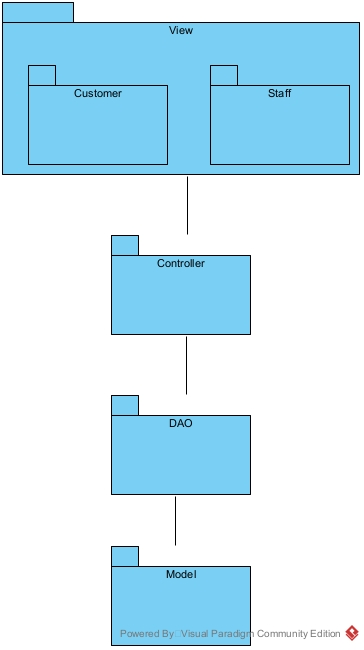 View
Customer
Staff
Controller
DAO
Model
Powered By Visual Paradigm Community Edition